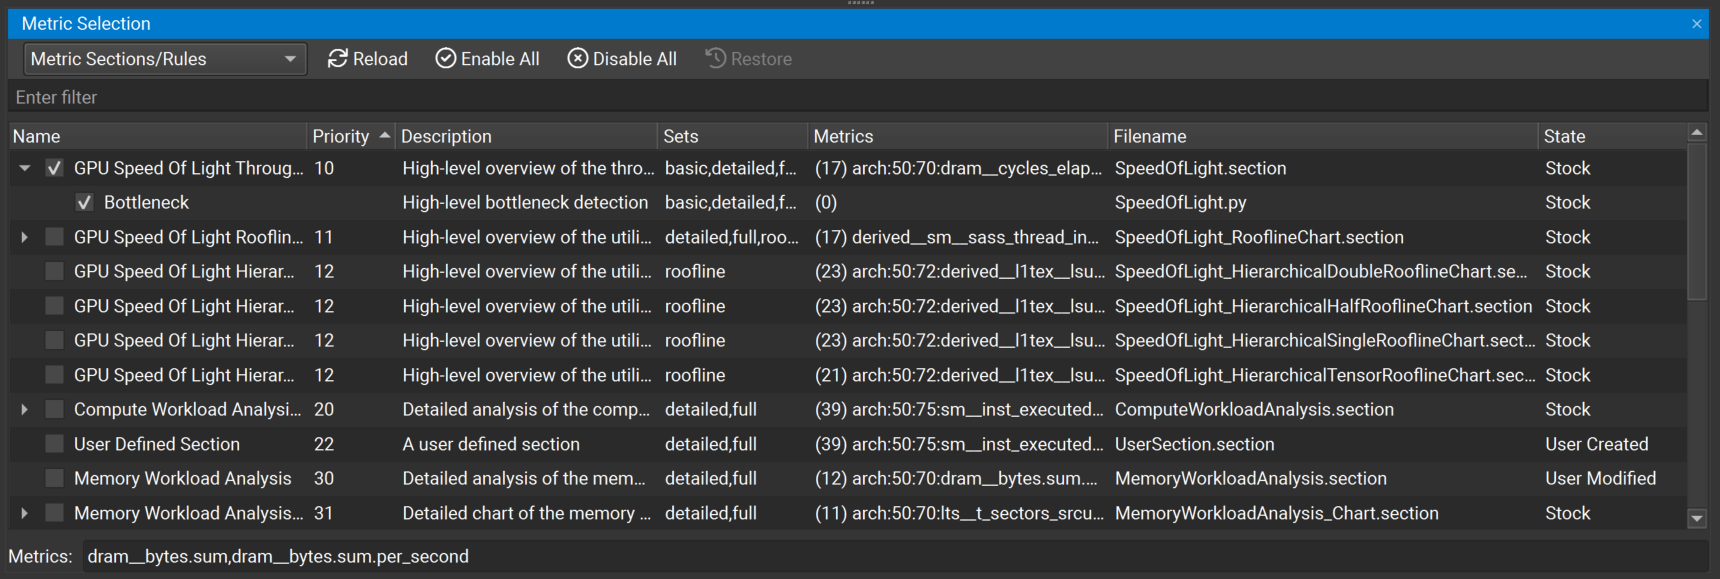 Metric Selection
Metric Sections/Rules Reload Enable All Disable All Restore
Enter filter
Name Priority Description Sets Metrics Filename State
GPU Speed Of Light Throug... 10 High-level overview of the thro... basic,detailed,f... (17) arch:50:70:dram__cycles_elap... SpeedOfLight.section Stock
Bottleneck High-level bottleneck detection basic,detailed,f... (0) SpeedOfLight.py Stock
GPU Speed Of Light Rooflin... 11 High-level overview of the utili... detailed,full,roo... (17) derived__sm__sass_thread_in... SpeedOfLight_RooflineChart.section Stock
GPU Speed Of Light Hierar... 12 High-level overview of the utili... roofline (23) arch:50:72:derived__l1tex__lsu... SpeedOfLight_HierarchicalDoubleRooflineChart.se... Stock
GPU Speed Of Light Hierar... 12 High-level overview of the utili... roofline (23) arch:50:72:derived__l1tex__lsu... SpeedOfLight_HierarchicalHalfRooflineChart.section Stock
GPU Speed Of Light Hierar... 12 High-level overview of the utili... roofline (23) arch:50:72:derived__l1tex__lsu... SpeedOfLight_HierarchicalSingleRooflineChart.sect... Stock
GPU Speed Of Light Hierar... 12 High-level overview of the utili... roofline (21) arch:50:72:derived__l1tex__lsu... SpeedOfLight_HierarchicalTensorRooflineChart.sec... Stock
Compute Workload Analysi... 20 Detailed analysis of the comp... detailed,full (39) arch:50:75:sm__inst_executed... ComputeWorkloadAnalysis.section Stock
User Defined Section 22 A user defined section detailed,full (39) arch:50:75:sm__inst_executed... UserSection.section User Created
Memory Workload Analysis 30 Detailed analysis of the mem... detailed,full (12) arch:50:70:dram__bytes.sum.... MemoryWorkloadAnalysis.section User Modified
Memory Workload Analysis... 31 Detailed chart of the memory ... detailed,full (11) arch:50:70:lts__t_sectors_srcu... MemoryWorkloadAnalysis_Chart.section Stock
Metrics: dram__bytes.sum,dram__bytes.sum.per_second